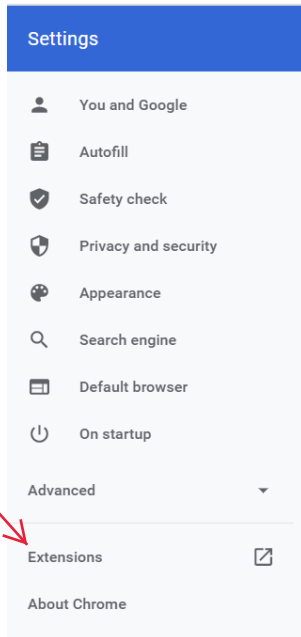 Settings
You and Google
Autofill
Safety check
Privacy and security
Appearance
Search engine
Default browser
On startup
Advanced
Extensions
About Chrome